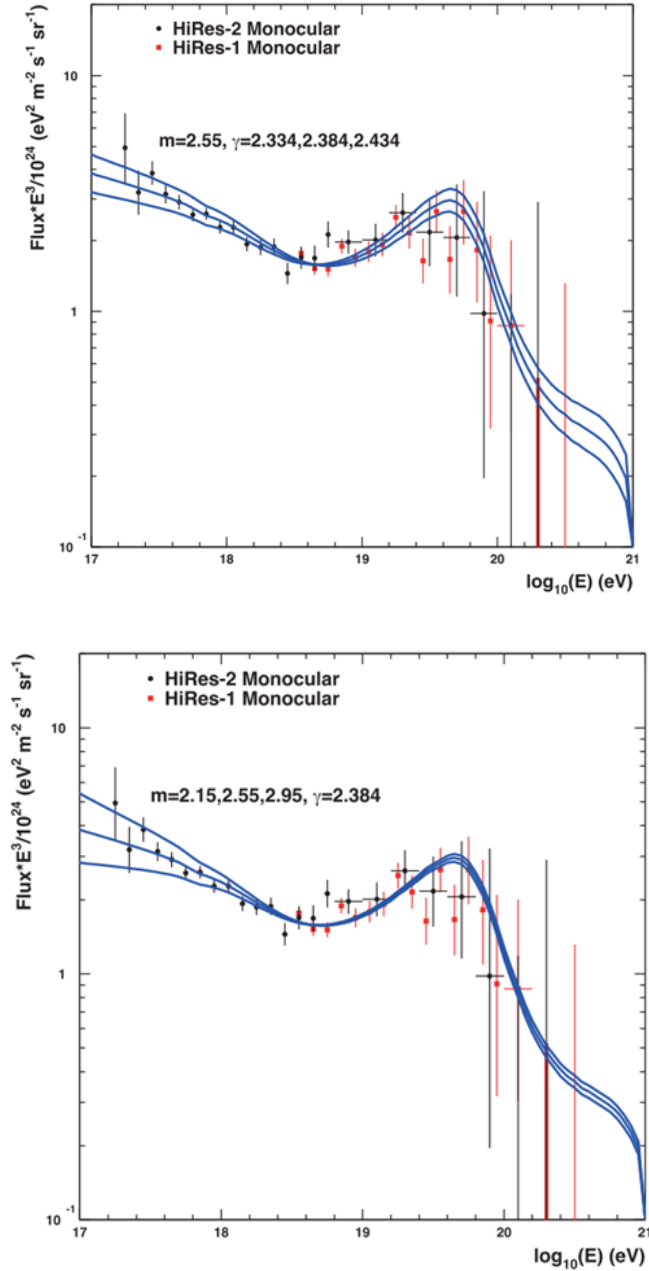 HiRes-2 Monocular
HiRes-1 Monocular
m=2.55, γ=2.334,2.384,2.434
Flux*E³/10²⁴ (eV² m⁻² s⁻¹ sr⁻¹)
10
1
10⁻¹
17 18 19 20 21
log₁₀(E) (eV)
HiRes-2 Monocular
HiRes-1 Monocular
m=2.15,2.55,2.95, γ=2.384
Flux*E³/10²⁴ (eV² m⁻² s⁻¹ sr⁻¹)
10
1
10⁻¹
17 18 19 20 21
log₁₀(E) (eV)